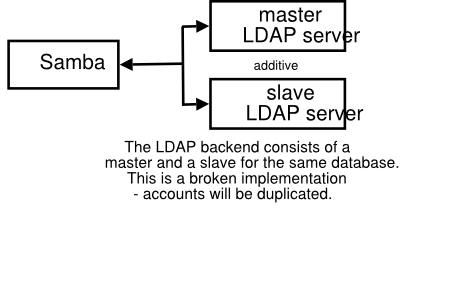 master
LDAP server
Samba
additive
slave
LDAP server
The LDAP backend consists of a
master and a slave for the same database.
This is a broken implementation
- accounts will be duplicated.